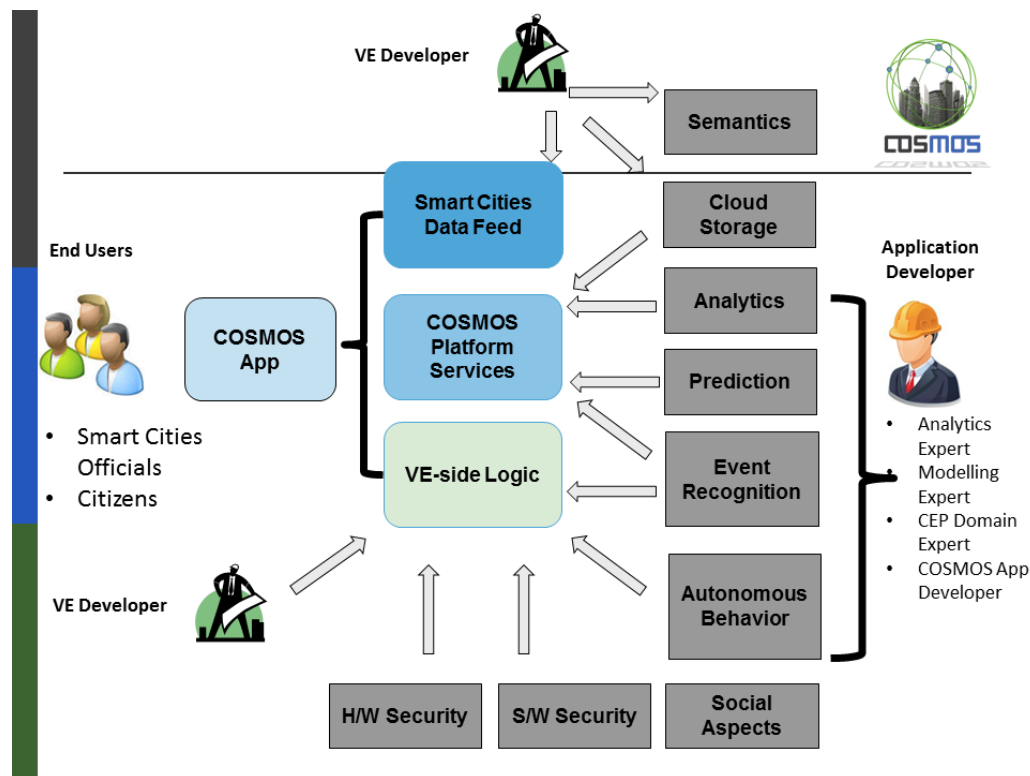 VE Developer
COSMOS
Semantics
Smart Cities
Data Feed
Cloud
Storage
End Users
Application
Developer
COSMOS
App
COSMOS
Platform
Services
Analytics
Prediction
• Smart Cities
Officials
• Citizens
VE-side Logic
Event
Recognition
• Analytics
Expert
• Modelling
Expert
• CEP Domain
Expert
• COSMOS App
Developer
VE Developer
Autonomous
Behavior
H/W Security
S/W Security
Social
Aspects